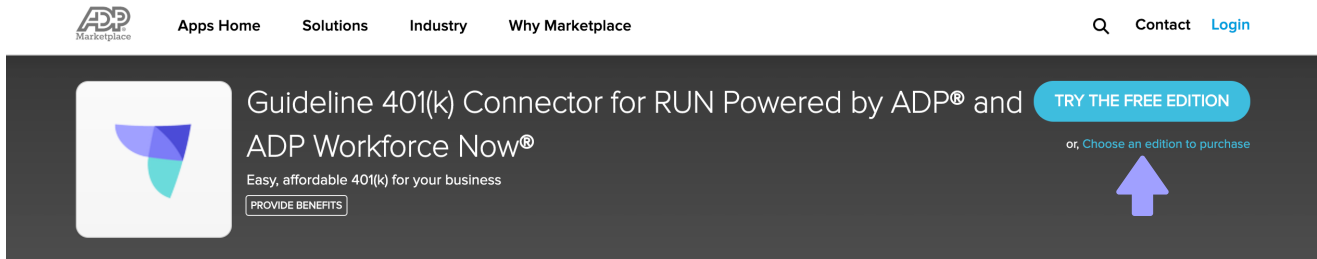 ADP
Marketplace
Apps Home Solutions Industry Why Marketplace Contact Login
Guideline 401(k) Connector for RUN Powered by ADP® and
ADP Workforce Now®
Easy, affordable 401(k) for your business
PROVIDE BENEFITS
TRY THE FREE EDITION
or, Choose an edition to purchase